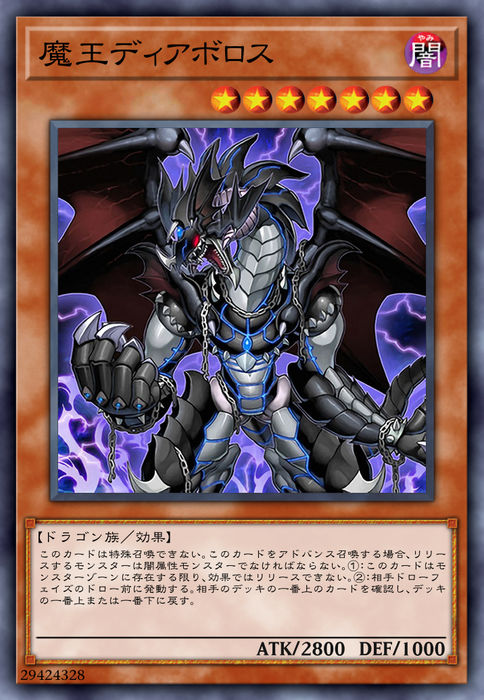 魔王ディアボロス
やみ
闇
【ドラゴン族／効果】
このカードは特殊召喚できない。このカードをアドバンス召喚する場合、リリー
スするモンスターは闇属性モンスターでなければならない。①：このカードはモ
ンスターゾーンに存在する限り、効果ではリリースできない。②：相手ドローフ
ェイズのドロー前に発動する。相手のデッキの一番上のカードを確認し、デッキ
の一番上または一番下に戻す。
ATK/2800 DEF/1000
29424328